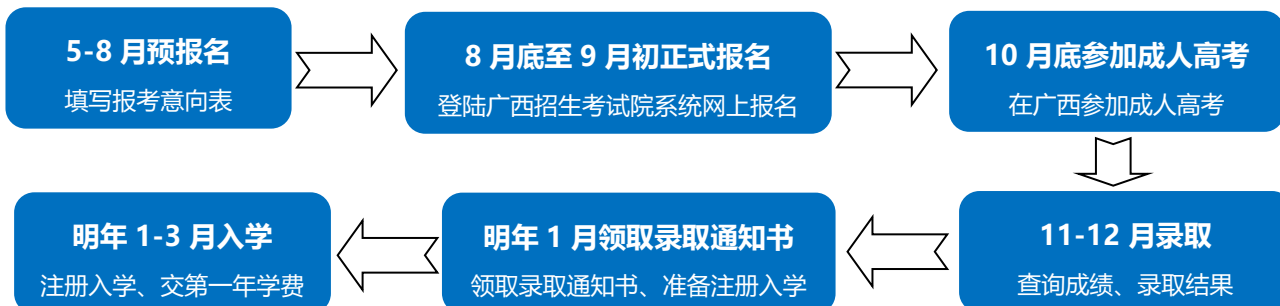 5-8 月预报名
填写报考意向表
8 月底至 9 月初正式报名
登陆广西招生考试院系统网上报名
10 月底参加成人高考
在广西参加成人高考
11-12 月录取
查询成绩、录取结果
明年 1 月领取录取通知书
领取录取通知书、准备注册入学
明年 1-3 月入学
注册入学、交第一年学费